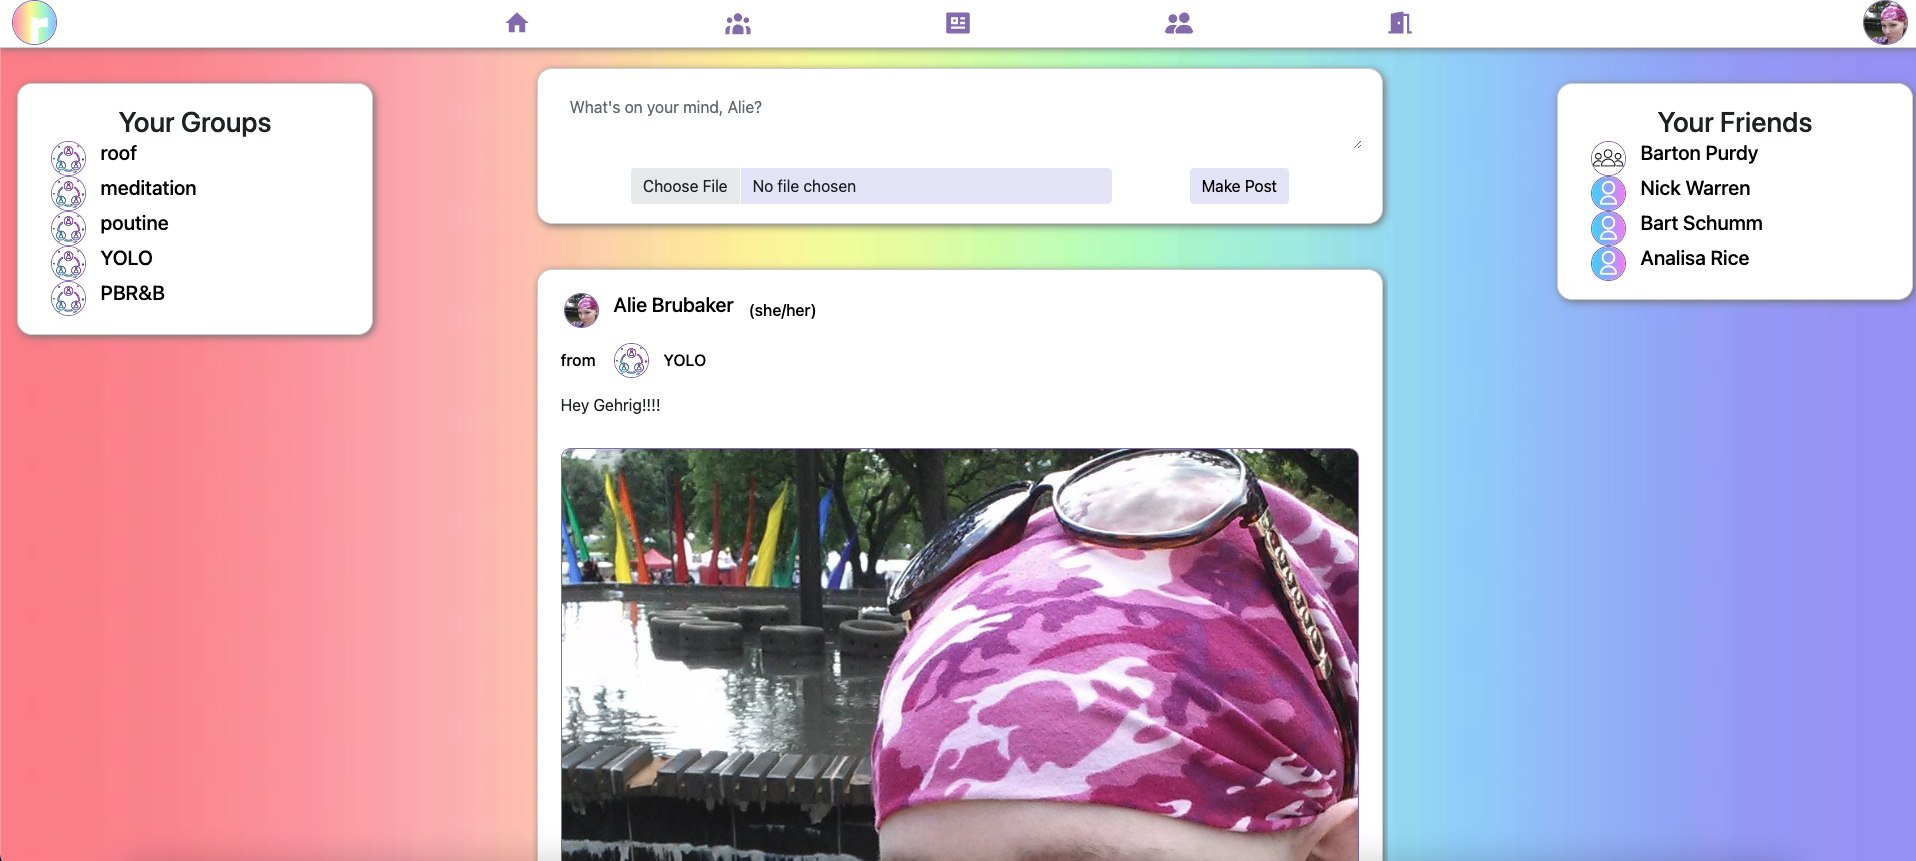 r
Your Groups
roof
meditation
poutine
YOLO
PBR&B
What's on your mind, Alie?
Choose File No file chosen
Make Post
Alie Brubaker (she/her)
from YOLO
Hey Gehrig!!!!
Your Friends
Barton Purdy
Nick Warren
Bart Schumm
Analisa Rice